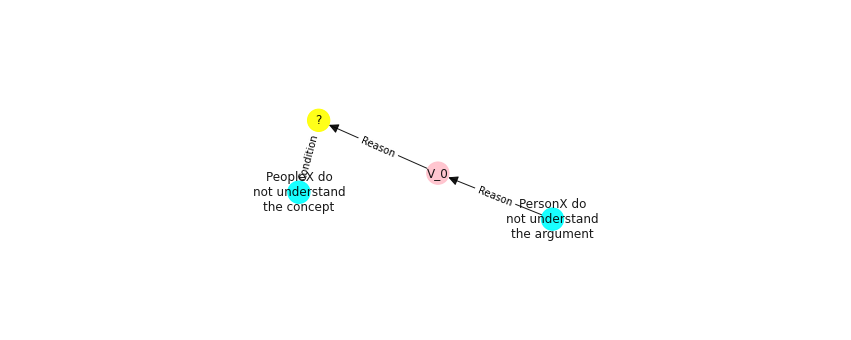 ?
Reason
Condition
PeopleX do
not understand
the concept
V_0
Reason
PersonX do
not understand
the argument